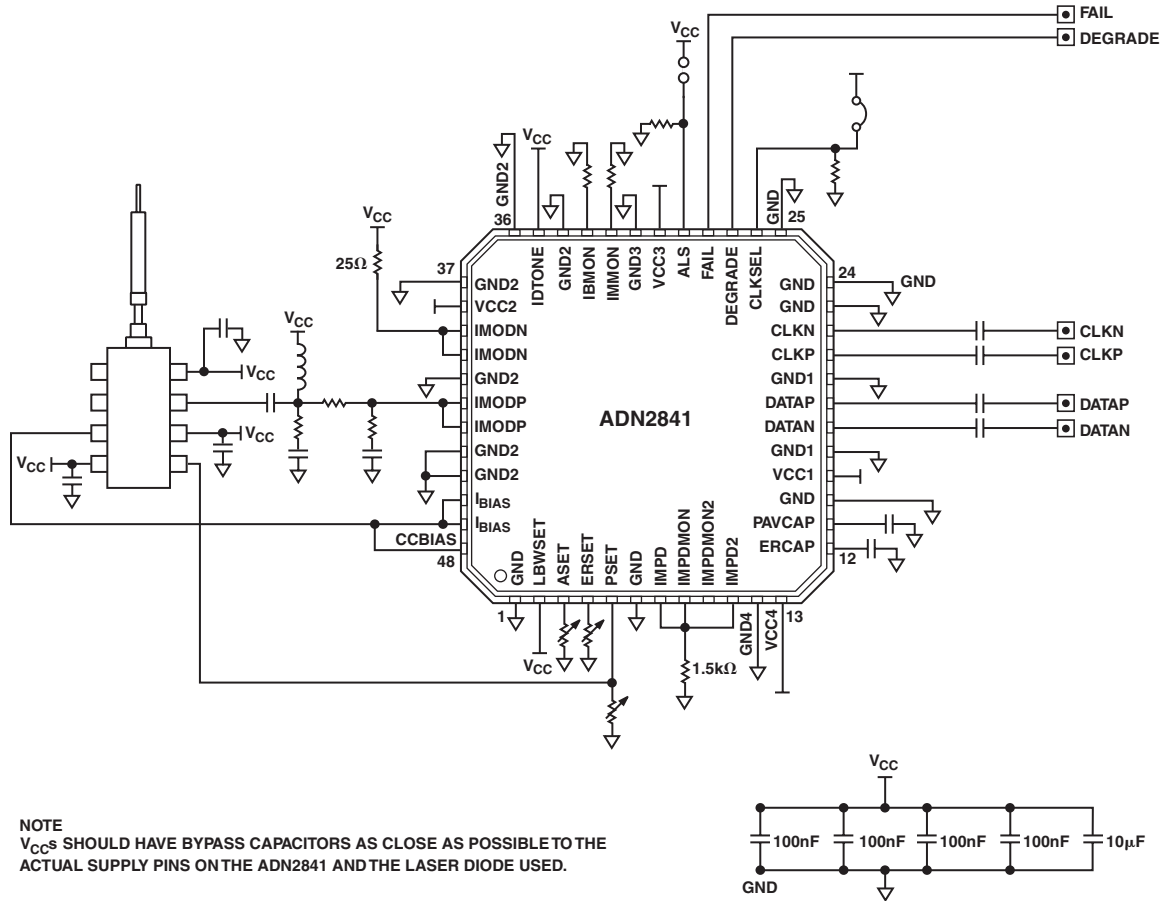 FAIL
DEGRADE
VCC
VCC
GND2
36
GND
25
VCC
25Ω
37
IDTONE
GND2
IBMON
IMMON
GND3
VCC3
ALS
FAIL
DEGRADE
CLKSEL
24
GND
GND2
VCC2
IMODN
IMODN
GND2
IMODP
IMODP
GND2
GND2
IBIAS
IBIAS
CCBIAS
48
ADN2841
GND
GND
CLKN
CLKP
GND1
DATAP
DATAN
GND1
VCC1
GND
PAVCAP
ERCAP
12
CLKN
CLKP
DATAP
DATAN
VCC
VCC
VCC
VCC
GND
LBWSET
ASET
ERSET
PSET
GND
IMPD
IMPDMON
IMPDMON2
IMPD2
1
VCC
GND4
VCC4
13
1.5kΩ
VCC
100nF
100nF
100nF
100nF
10μF
GND
NOTE
VCCs SHOULD HAVE BYPASS CAPACITORS AS CLOSE AS POSSIBLE TO THE
ACTUAL SUPPLY PINS ON THE ADN2841 AND THE LASER DIODE USED.